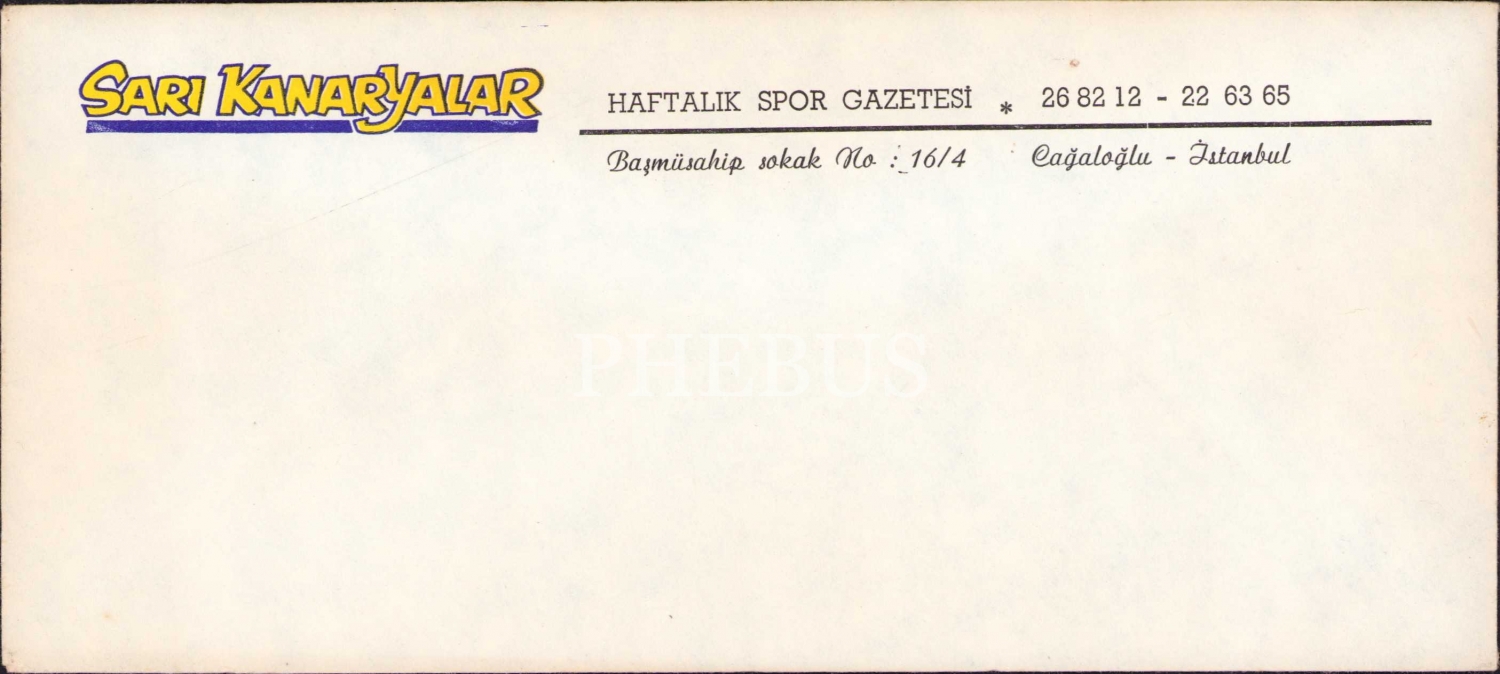 SARI KANARYALAR
HAFTALIK SPOR GAZETESİ * 26 82 12 - 22 63 65
Başmüsahip sokak No : 16/4 Cağaloğlu - İstanbul
PHEBUS